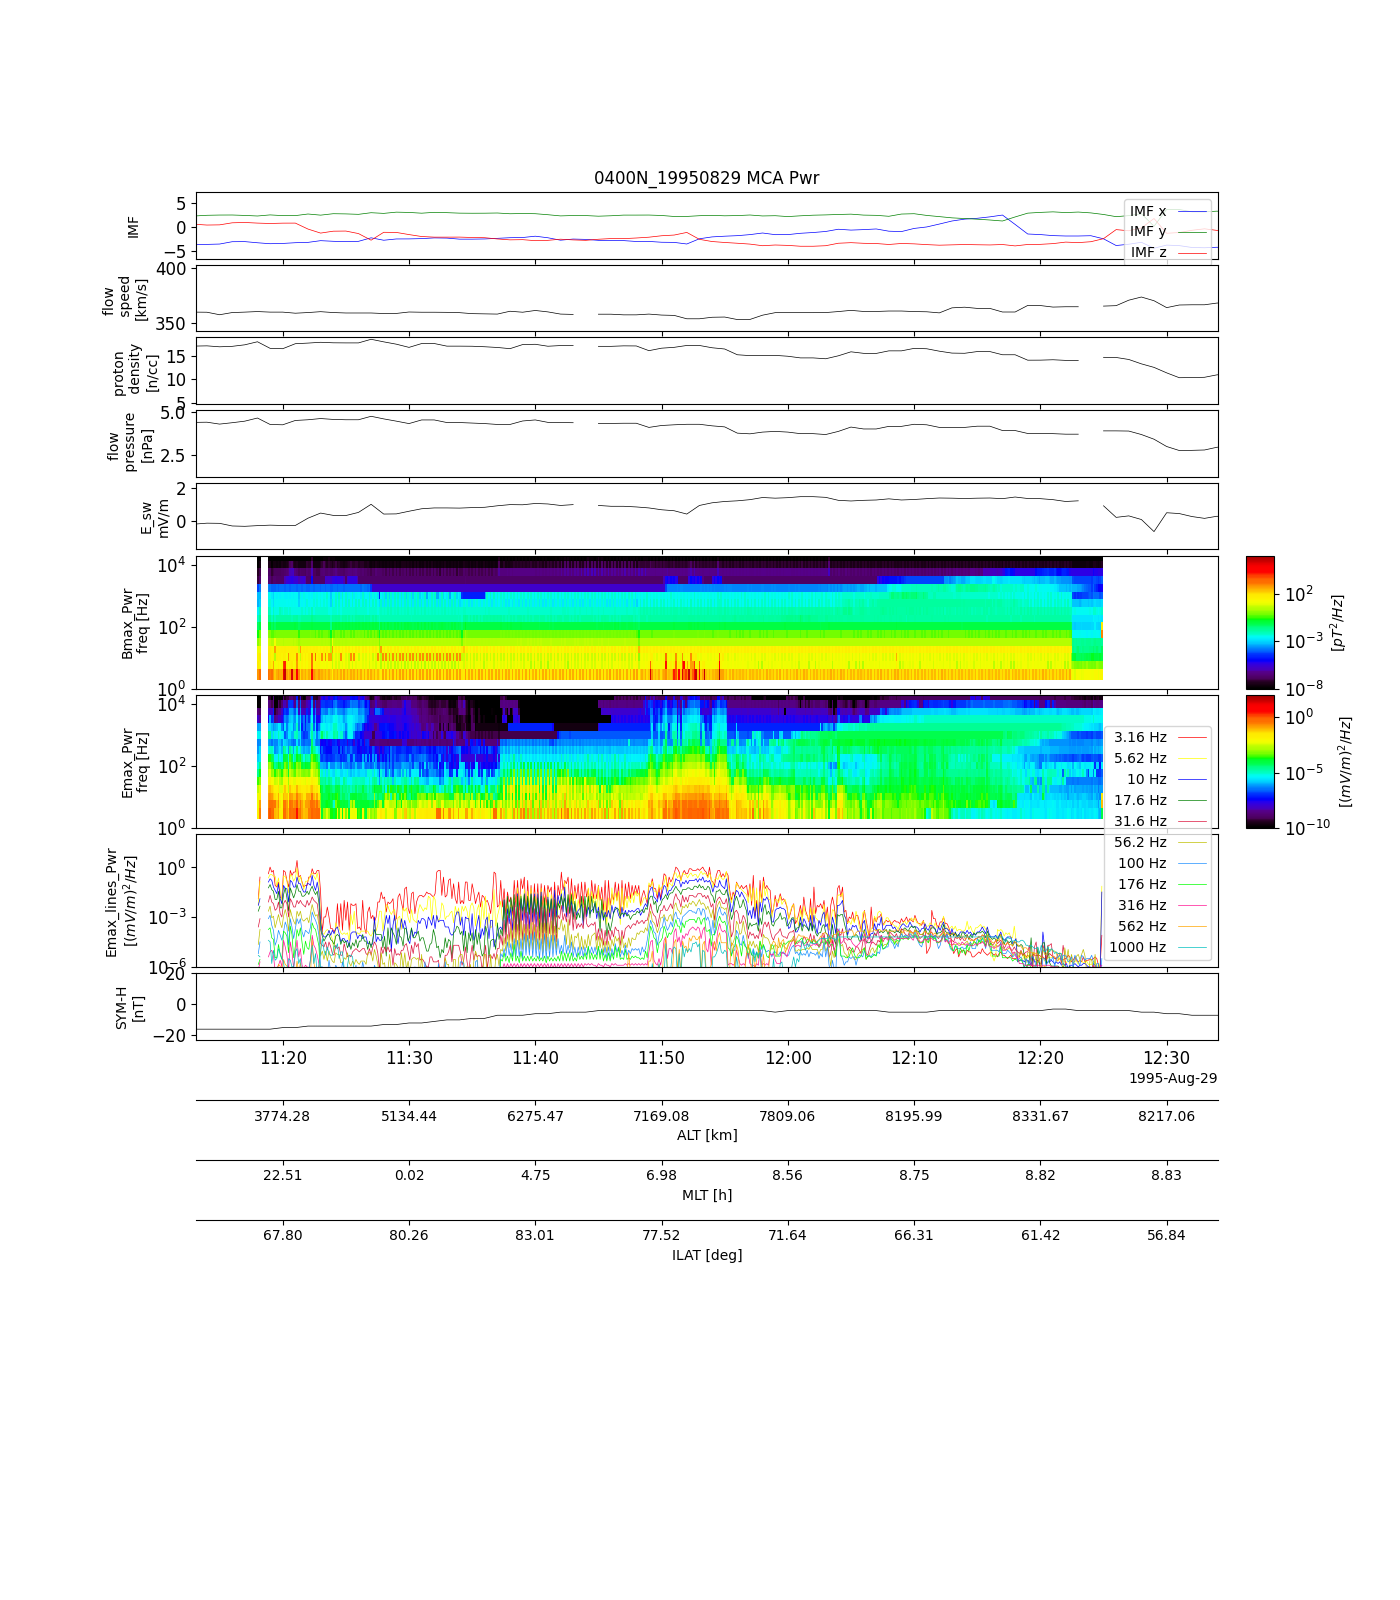 0400N_19950829 MCA Pwr
IMF
5
0
−5
IMF x
IMF y
IMF z
flow
speed
[km/s]
400
350
proton
density
[n/cc]
15
10
5
flow
pressure
[nPa]
5.0
2.5
E_sw
mV/m
2
0
Bmax_Pwr
freq [Hz]
10^4
10^2
10^0
10^2
10^−3
10^−8
[pT^2/Hz]
Emax_Pwr
freq [Hz]
10^4
10^2
10^0
10^0
10^−5
10^−10
[(mV/m)^2/Hz]
3.16 Hz
5.62 Hz
10 Hz
17.6 Hz
31.6 Hz
56.2 Hz
100 Hz
176 Hz
316 Hz
562 Hz
1000 Hz
Emax_lines_Pwr
[(mV/m)^2/Hz]
10^0
10^−3
10^−6
SYM-H
[nT]
20
0
−20
11:20 11:30 11:40 11:50 12:00 12:10 12:20 12:30
1995-Aug-29
3774.28 5134.44 6275.47 7169.08 7809.06 8195.99 8331.67 8217.06
ALT [km]
22.51 0.02 4.75 6.98 8.56 8.75 8.82 8.83
MLT [h]
67.80 80.26 83.01 77.52 71.64 66.31 61.42 56.84
ILAT [deg]